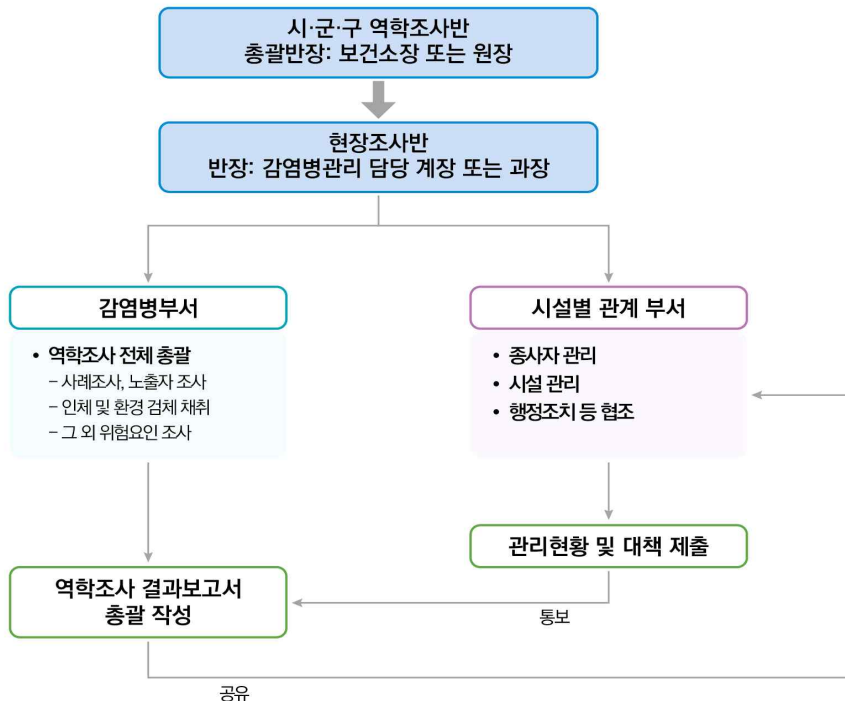 시·군·구 역학조사반
총괄반장: 보건소장 또는 원장
현장조사반
반장: 감염병관리 담당 계장 또는 과장
감염병부서
• 역학조사 전체 총괄
– 사례조사, 노출자 조사
– 인체 및 환경 검체 채취
– 그 외 위험요인 조사
시설별 관계 부서
• 종사자 관리
• 시설 관리
• 행정조치 등 협조
관리현황 및 대책 제출
역학조사 결과보고서
총괄 작성
통보
공유